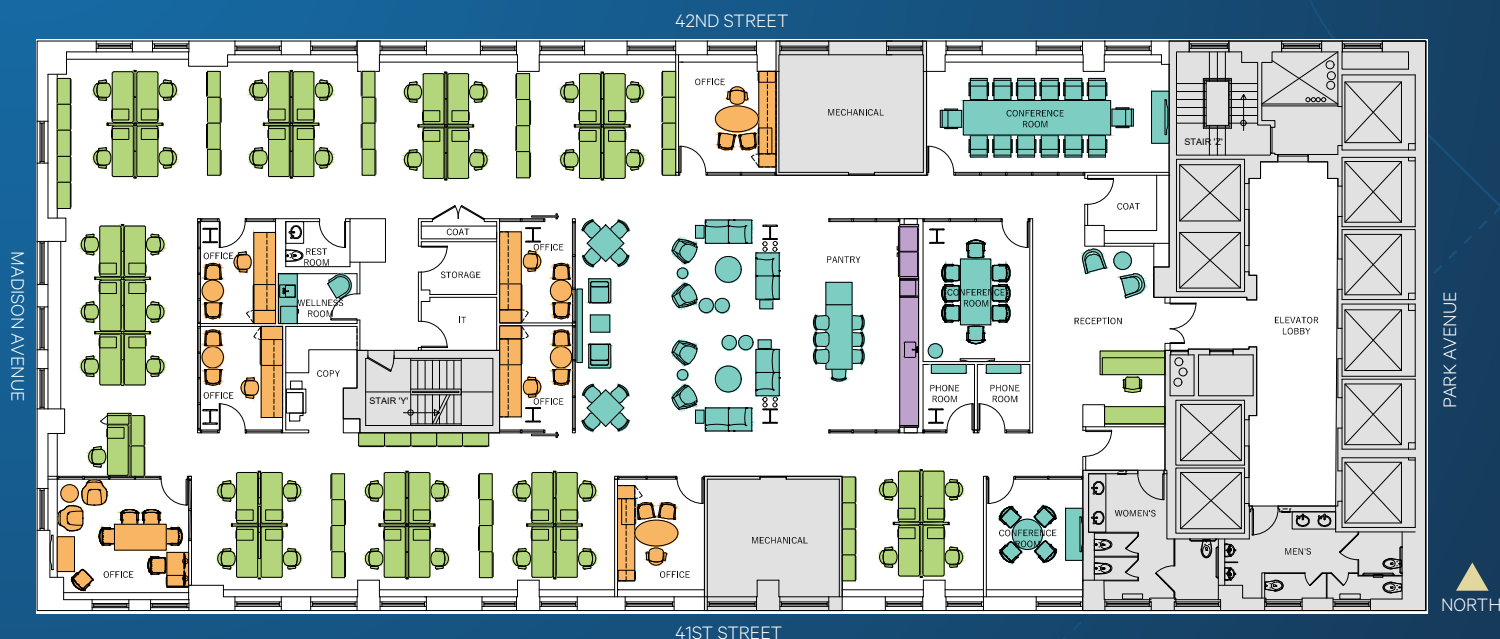 42ND STREET
OFFICE
MECHANICAL
CONFERENCE
ROOM
STAIR 'Z'
COAT
COAT
OFFICE
REST
ROOM
OFFICE
STORAGE
PANTRY
WELLNESS
ROOM
IT
CONFERENCE
ROOM
RECEPTION
ELEVATOR
LOBBY
MADISON AVENUE
PARK AVENUE
COPY
STAIR 'Y'
OFFICE
OFFICE
PHONE
ROOM
PHONE
ROOM
WOMEN'S
CONFERENCE
ROOM
MECHANICAL
MEN'S
OFFICE
OFFICE
NORTH
41ST STREET